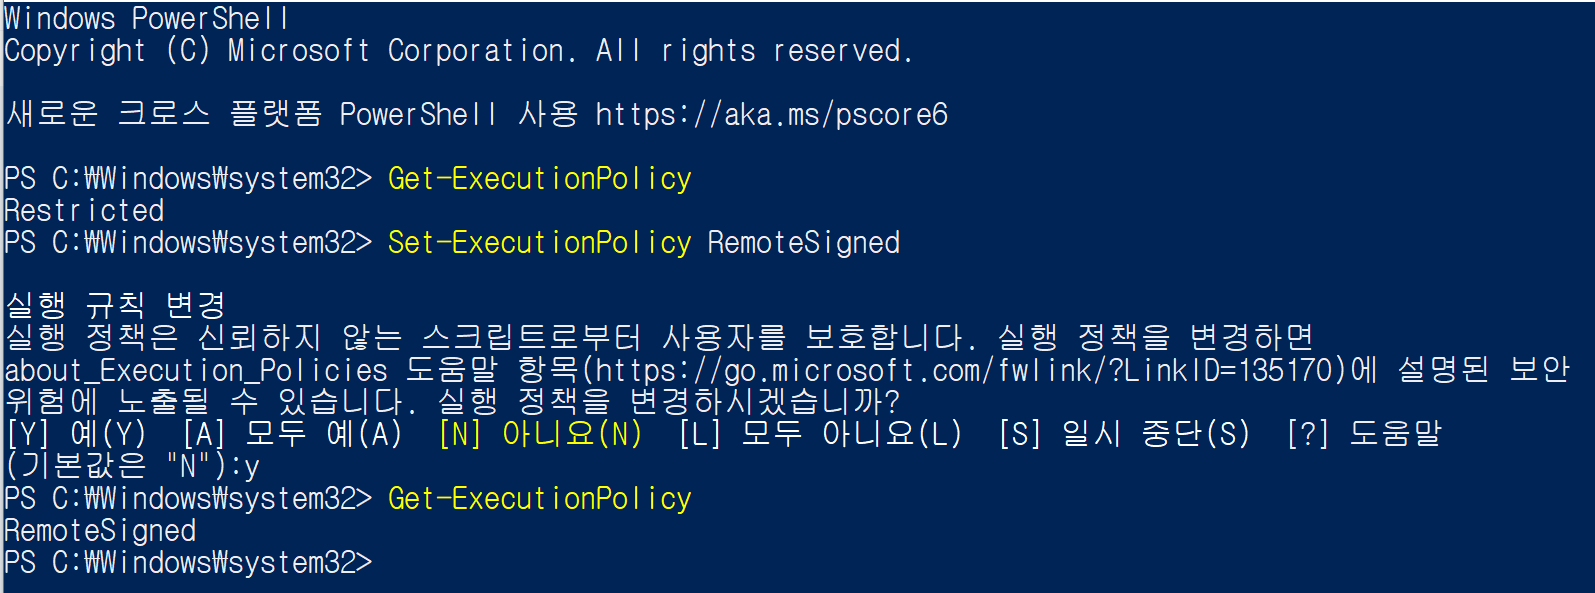 Windows PowerShell
Copyright (C) Microsoft Corporation. All rights reserved.
새로운 크로스 플랫폼 PowerShell 사용 https://aka.ms/pscore6
PS C:₩Windows₩system32> Get-ExecutionPolicy
Restricted
PS C:₩Windows₩system32> Set-ExecutionPolicy RemoteSigned
실행 규칙 변경
실행 정책은 신뢰하지 않는 스크립트로부터 사용자를 보호합니다. 실행 정책을 변경하면
about_Execution_Policies 도움말 항목(https://go.microsoft.com/fwlink/?LinkID=135170)에 설명된 보안
위험에 노출될 수 있습니다. 실행 정책을 변경하시겠습니까?
[Y] 예(Y)  [A] 모두 예(A)  [N] 아니요(N)  [L] 모두 아니요(L)  [S] 일시 중단(S)  [?] 도움말
(기본값은 "N"):y
PS C:₩Windows₩system32> Get-ExecutionPolicy
RemoteSigned
PS C:₩Windows₩system32>